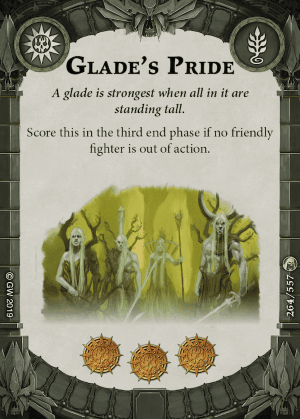 Glade's Pride
A glade is strongest when all in it are
standing tall.
Score this in the third end phase if no friendly
fighter is out of action.
© GW 2019
264/557